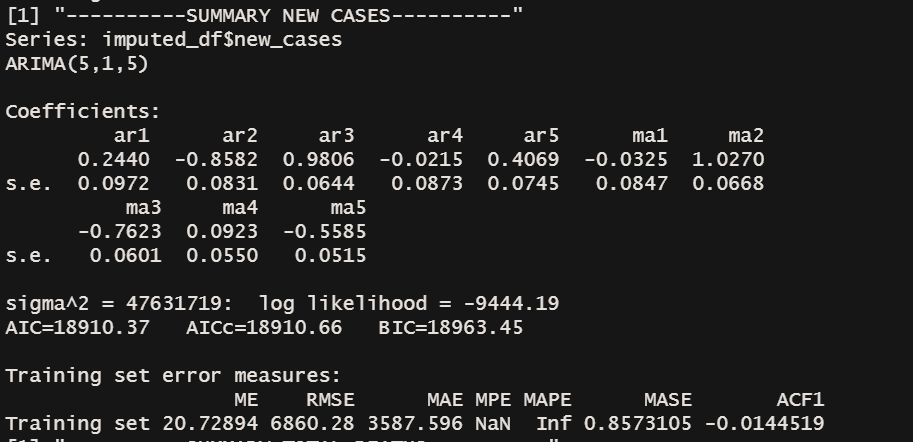 [1] "----------SUMMARY NEW CASES----------"
Series: imputed_df$new_cases
ARIMA(5,1,5)
Coefficients:
ar1 ar2 ar3 ar4 ar5 ma1 ma2
0.2440 -0.8582 0.9806 -0.0215 0.4069 -0.0325 1.0270
s.e. 0.0972 0.0831 0.0644 0.0873 0.0745 0.0847 0.0668
ma3 ma4 ma5
-0.7623 0.0923 -0.5585
s.e. 0.0601 0.0550 0.0515
sigma^2 = 47631719: log likelihood = -9444.19
AIC=18910.37 AICc=18910.66 BIC=18963.45
Training set error measures:
ME RMSE MAE MPE MAPE MASE ACF1
Training set 20.72894 6860.28 3587.596 NaN Inf 0.8573105 -0.0144519